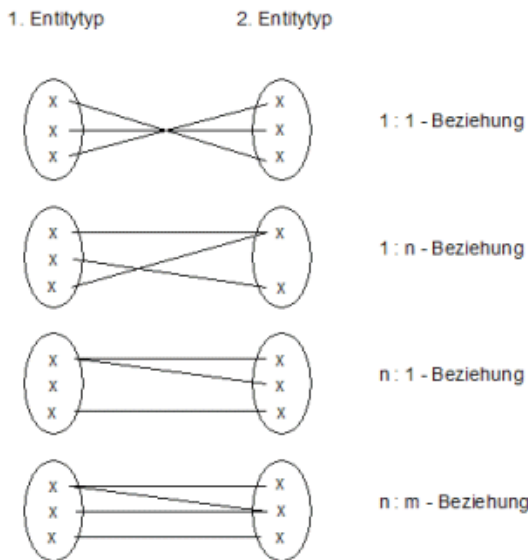 1. Entitytyp 2. Entitytyp
X X
X X
X X
1 : 1 - Beziehung
X X
X
X X
1 : n - Beziehung
X X
X X
X X
n : 1 - Beziehung
X X
X X
X X
n : m - Beziehung